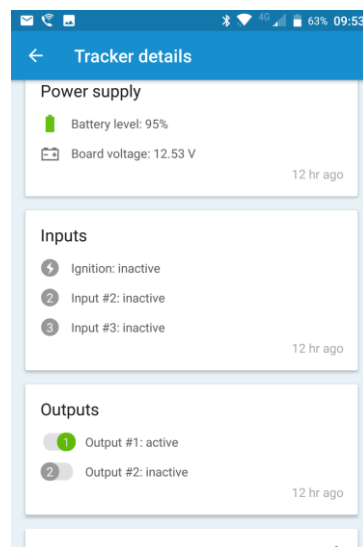 4G 63% 09:53
Tracker details
Power supply
Battery level: 95%
Board voltage: 12.53 V
12 hr ago
Inputs
Ignition: inactive
2 Input #2: inactive
3 Input #3: inactive
12 hr ago
Outputs
1 Output #1: active
2 Output #2: inactive
12 hr ago